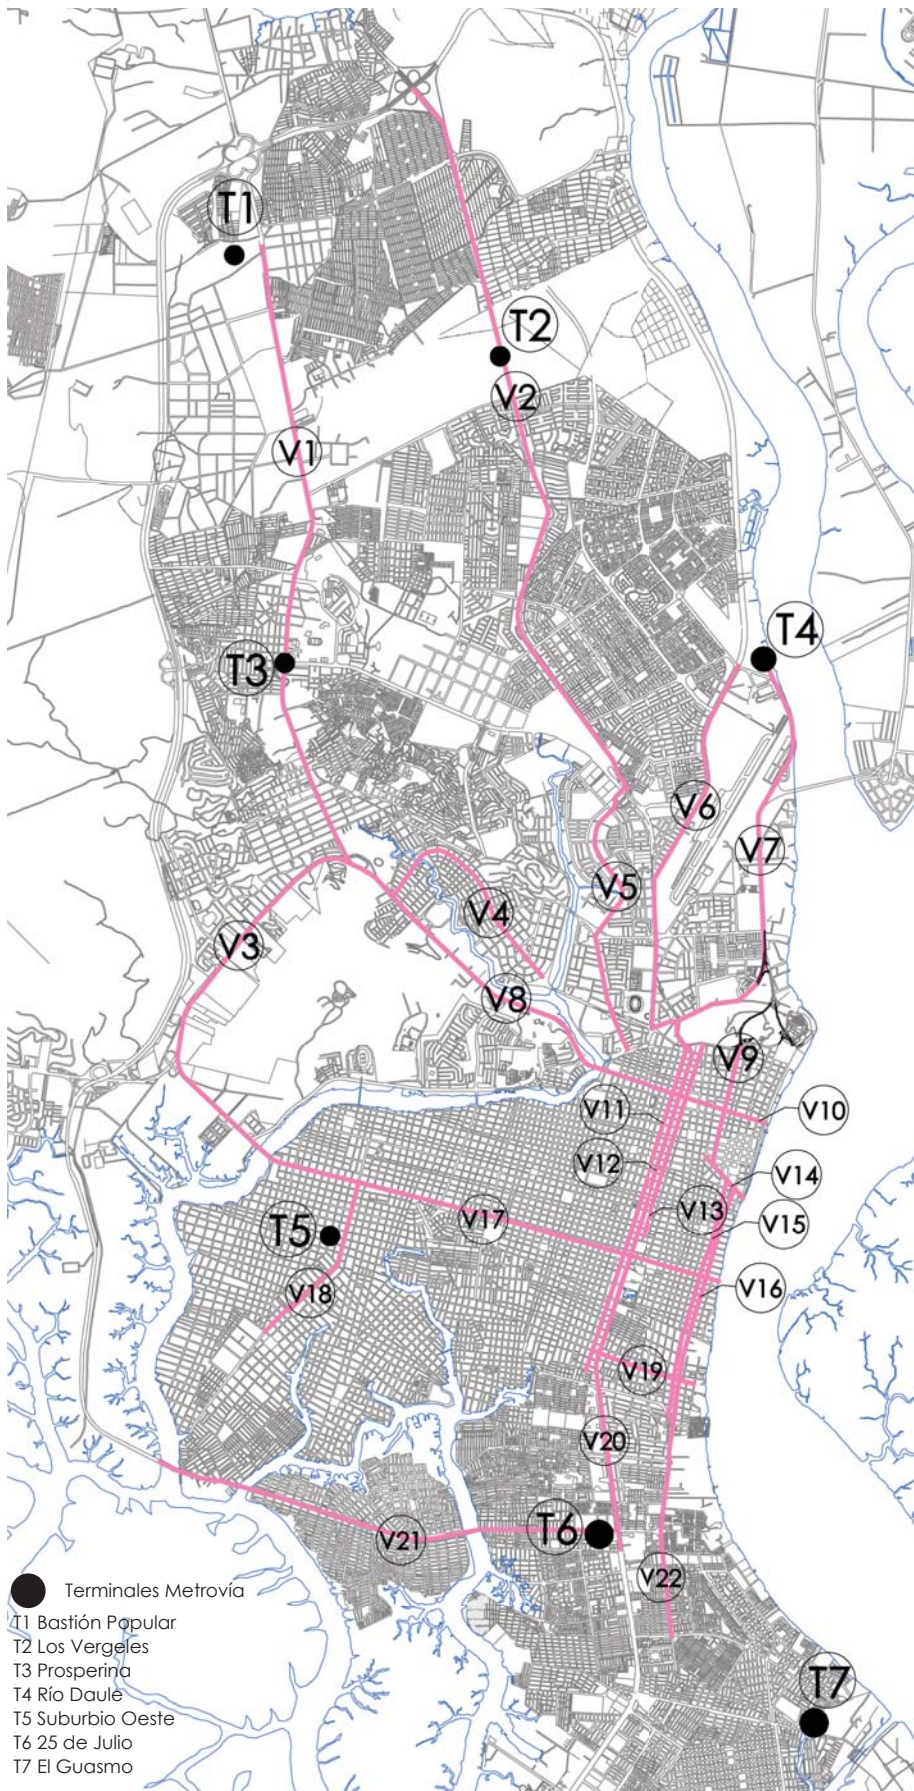 T1
T2
V2
V1
T4
T3
V6
V7
V5
V4
V3
V8
V9
V10
V11
V12
V14
V13
V15
V17
T5
V16
V18
V19
V20
T6
V21
V22
T7
Terminales Metrovía
T1 Bastión Popular
T2 Los Vergeles
T3 Prosperina
T4 Río Daule
T5 Suburbio Oeste
T6 25 de Julio
T7 El Guasmo